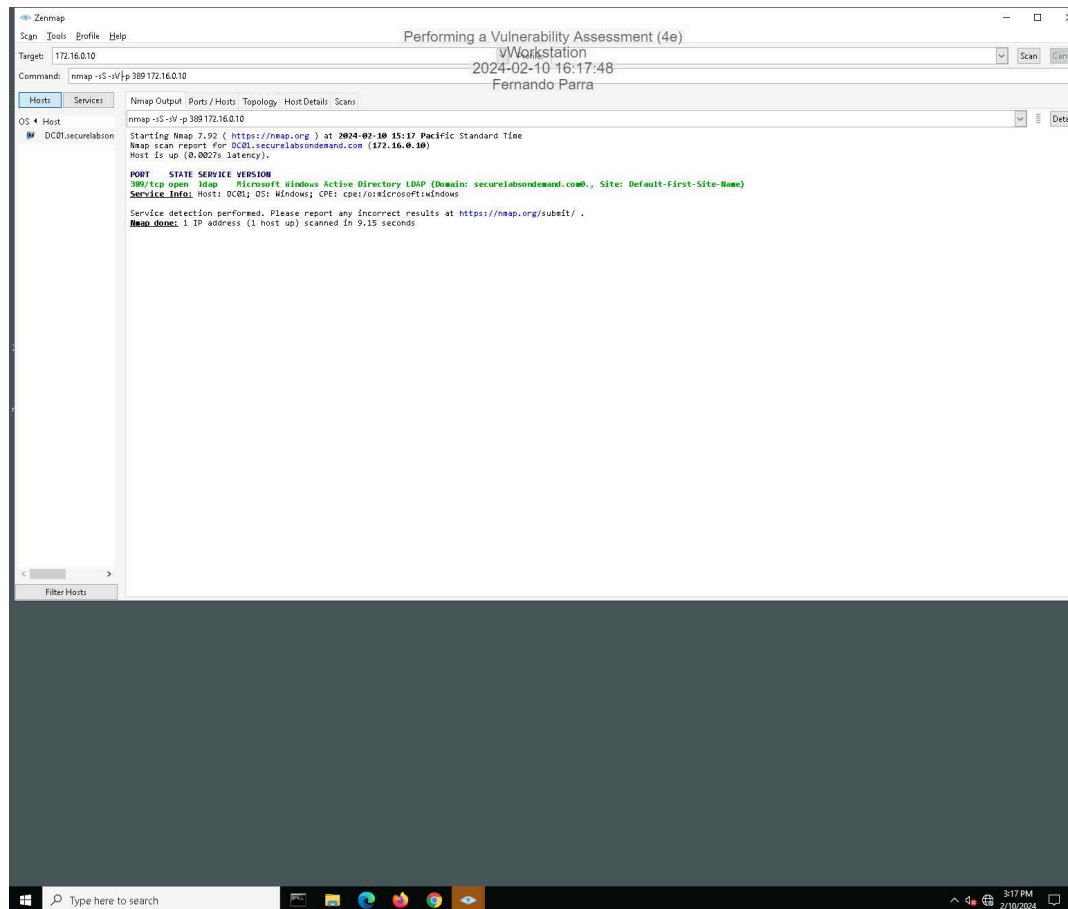 Zenmap
Scan Tools Profile Help
Performing a Vulnerability Assessment (4e)
vWorkstation
2024-02-10 16:17:48
Fernando Parra
Target: 172.16.0.10
Scan
Command: nmap -sS -sV -p 389 172.16.0.10
Hosts Services
Nmap Output Ports / Hosts Topology Host Details Scans
OS Host
nmap -sS -sV -p 389 172.16.0.10
DC01.securelabson
Starting Nmap 7.92 ( https://nmap.org ) at 2024-02-10 15:17 Pacific Standard Time
Nmap scan report for DC01.securelabsondemand.com (172.16.0.10)
Host is up (0.0027s latency).
PORT STATE SERVICE VERSION
389/tcp open ldap Microsoft Windows Active Directory LDAP (Domain: securelabsondemand.com0., Site: Default-First-Site-Name)
Service Info: Host: DC01; OS: Windows; CPE: cpe:/o:microsoft:windows
Service detection performed. Please report any incorrect results at https://nmap.org/submit/ .
Nmap done: 1 IP address (1 host up) scanned in 9.15 seconds
Filter Hosts
Type here to search
3:17 PM
2/10/2024